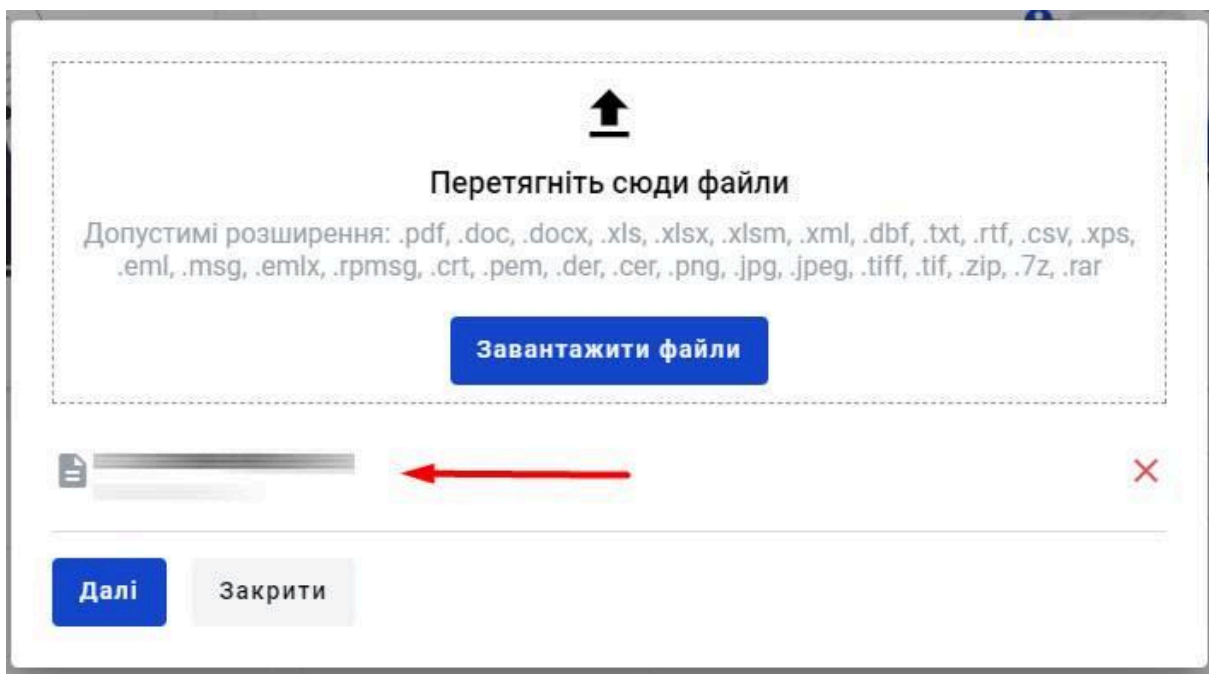 Перетягніть сюди файли
Допустимі розширення: .pdf, .doc, .docx, .xls, .xlsx, .xlsm, .xml, .dbf, .txt, .rtf, .csv, .xps,
.eml, .msg, .emlx, .rpmsg, .crt, .pem, .der, .cer, .png, .jpg, .jpeg, .tiff, .tif, .zip, .7z, .rar
Завантажити файли
Далі
Закрити